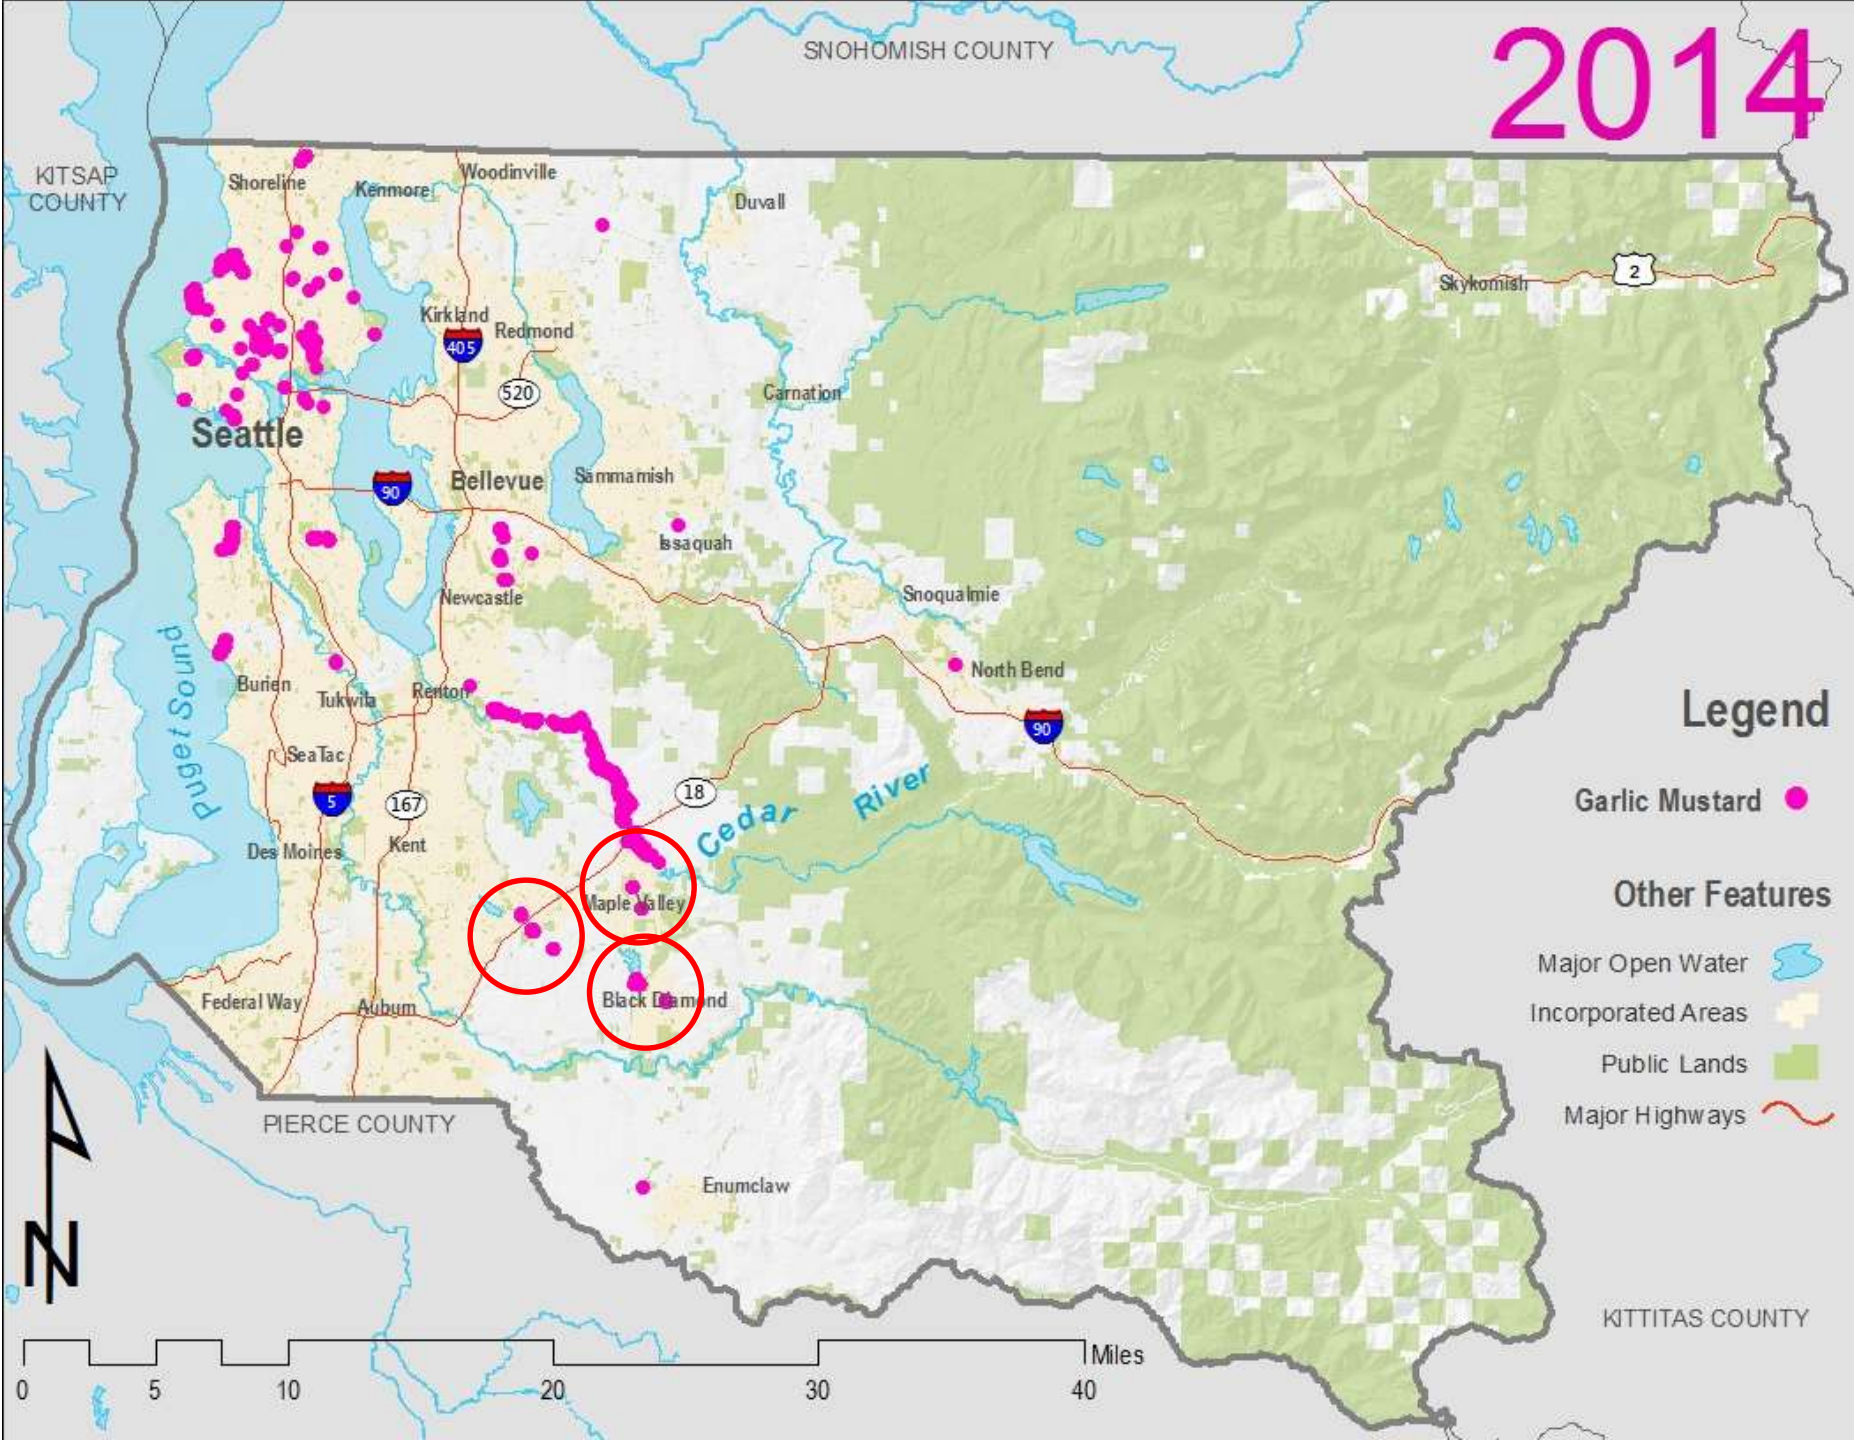 2014
SNOHOMISH COUNTY
KITSAP
COUNTY
Shoreline
Kenmore
Woodinville
Duvall
Skykomish
2
Kirkland
405
Redmond
520
Carnation
Seattle
90
Bellevue
Sammamish
Issaquah
Newcastle
Snoqualmie
Puget Sound
Burien
Tukwila
Renton
North Bend
90
SeaTac
5
167
18
Cedar River
Des Moines
Kent
Maple Valley
Federal Way
Auburn
Black Diamond
PIERCE COUNTY
Enumclaw
KITTITAS COUNTY
Legend
Garlic Mustard
Other Features
Major Open Water
Incorporated Areas
Public Lands
Major Highways
N
Miles
0 5 10 20 30 40